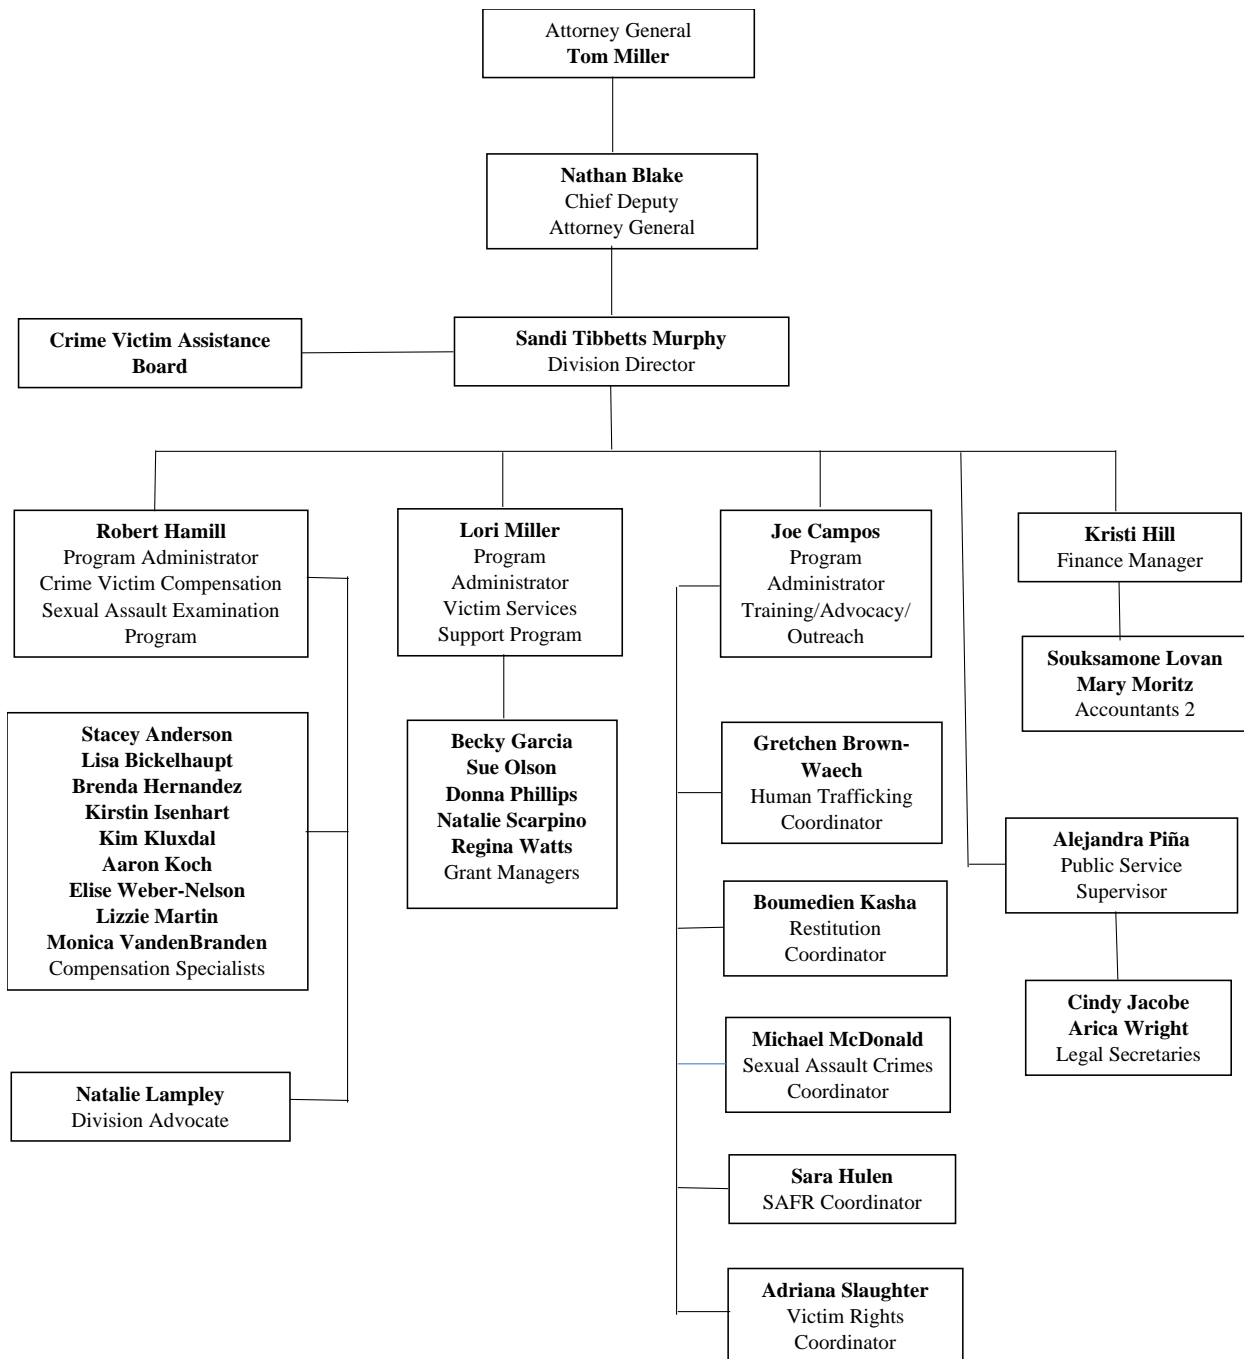 Attorney General
Tom Miller
Nathan Blake
Chief Deputy
Attorney General
Crime Victim Assistance
Board
Sandi Tibbetts Murphy
Division Director
Robert Hamill
Program Administrator
Crime Victim Compensation
Sexual Assault Examination
Program
Stacey Anderson
Lisa Bickelhaupt
Brenda Hernandez
Kirstin Isenhart
Kim Kluxdal
Aaron Koch
Elise Weber-Nelson
Lizzie Martin
Monica VandenBranden
Compensation Specialists
Natalie Lampley
Division Advocate
Lori Miller
Program
Administrator
Victim Services
Support Program
Becky Garcia
Sue Olson
Donna Phillips
Natalie Scarpino
Regina Watts
Grant Managers
Joe Campos
Program
Administrator
Training/Advocacy/
Outreach
Gretchen Brown-
Waech
Human Trafficking
Coordinator
Boumedien Kasha
Restitution
Coordinator
Michael McDonald
Sexual Assault Crimes
Coordinator
Sara Hulen
SAFR Coordinator
Adriana Slaughter
Victim Rights
Coordinator
Kristi Hill
Finance Manager
Souksamone Lovan
Mary Moritz
Accountants 2
Alejandra Piña
Public Service
Supervisor
Cindy Jacobe
Arica Wright
Legal Secretaries